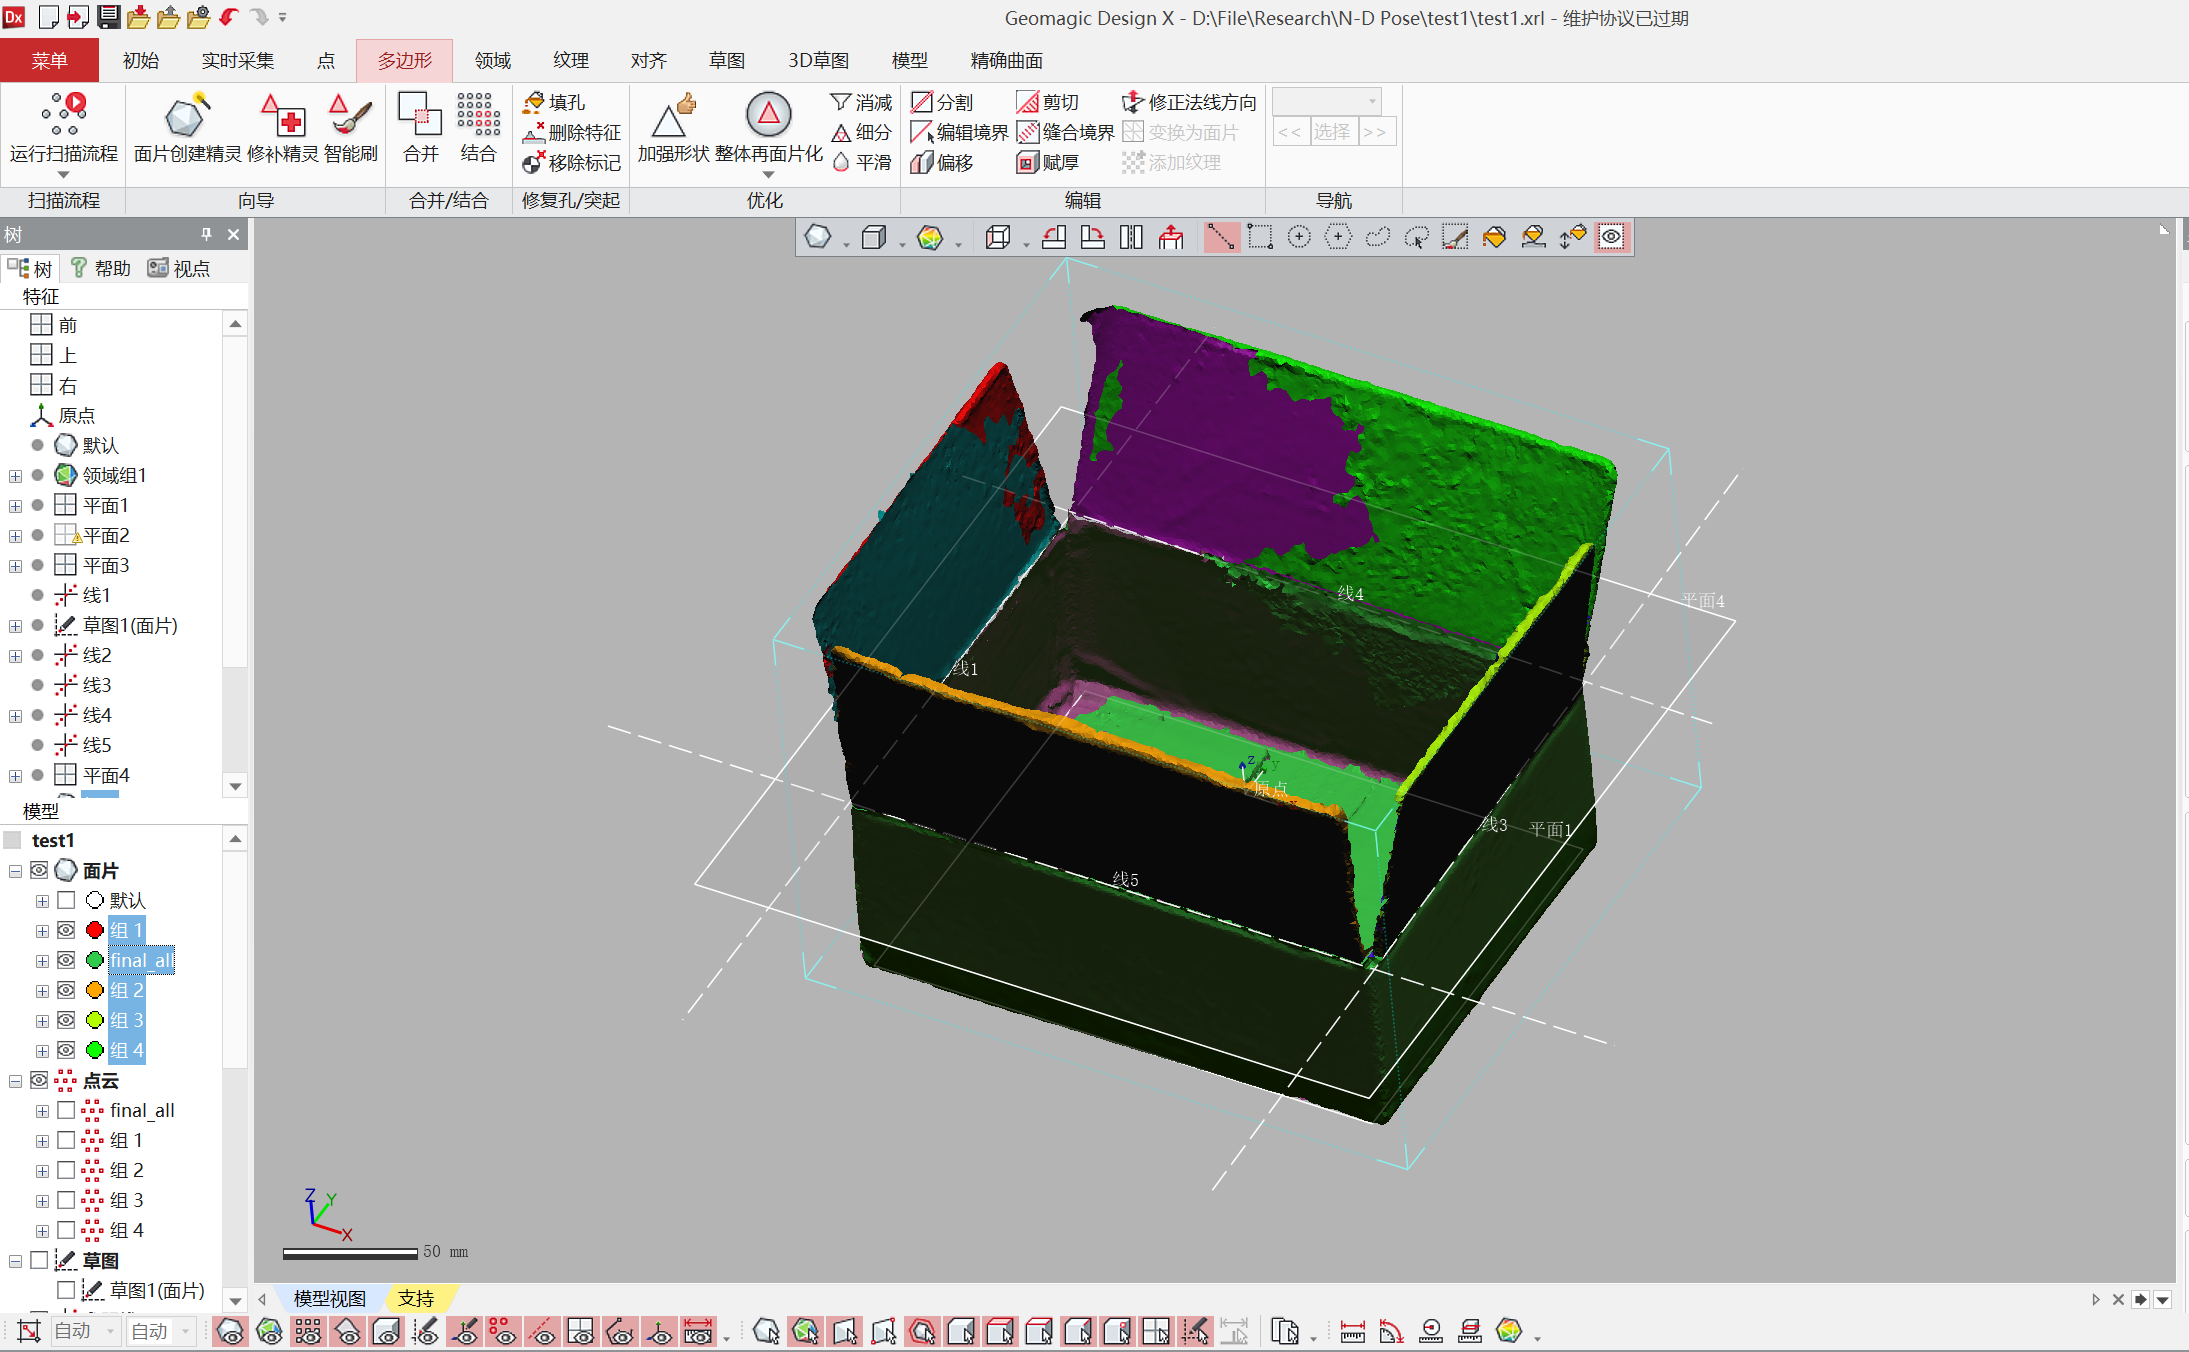 Dx
Geomagic Design X - D:\File\Research\N-D Pose\test1\test1.xrl - 维护协议已过期
菜单 初始 实时采集 点 多边形 领域 纹理 对齐 草图 3D草图 模型 精确曲面
填孔 消减 分割 剪切 修正法线方向
删除特征 细分 编辑境界 缝合境界 变换为面片 << 选择 >>
运行扫描流程 面片创建精灵 修补精灵 智能刷 合并 结合 移除标记 加强形状 整体再面片化 平滑 偏移 赋厚 添加纹理
扫描流程 向导 合并/结合 修复孔/突起 优化 编辑 导航
树
树 帮助 视点
特征
前
上
右
原点
默认
领域组1
平面1
平面2
平面3
线1
草图1(面片)
线2
线3
线4
线5
平面4
模型
test1
面片
默认
组 1
final_all
组 2
组 3
组 4
点云
final_all
组 1
组 2
组 3
组 4
草图
草图1(面片)
线4
平面4
线1
z
y
原点
x
线3
平面1
线5
Z
Y
X
50 mm
模型视图 支持
自动 自动